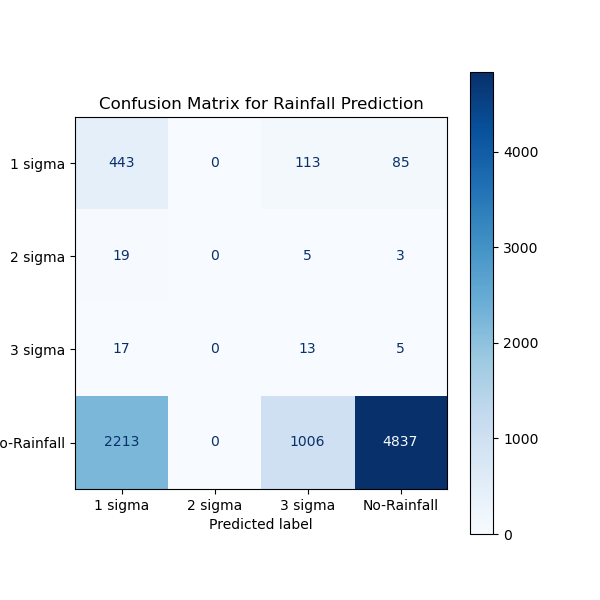 Confusion Matrix for Rainfall Prediction
1 sigma 443 0 113 85
2 sigma 19 0 5 3
3 sigma 17 0 13 5
o-Rainfall 2213 0 1006 4837
1 sigma 2 sigma 3 sigma No-Rainfall
Predicted label
4000
3000
2000
1000
0